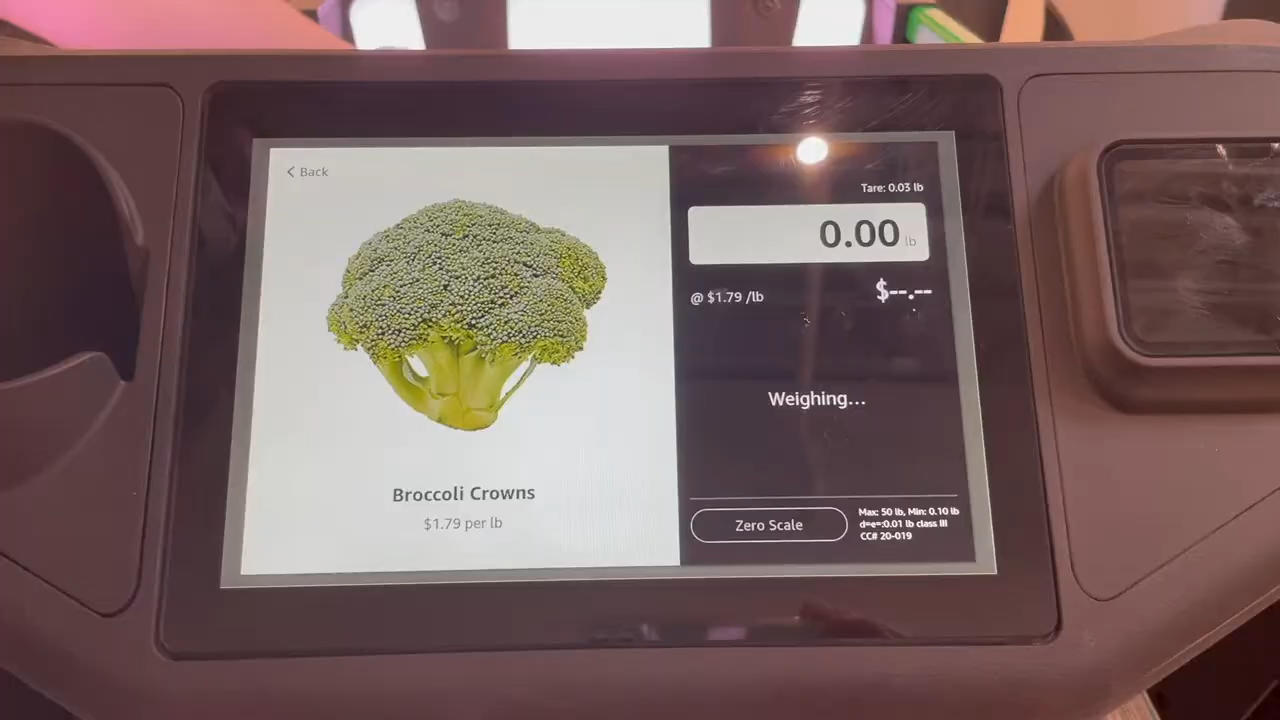 < Back
Tare: 0.03 lb
0.00 lb
@ $1.79 /lb
$--.--
Weighing...
Broccoli Crowns
$1.79 per lb
Zero Scale
Max: 50 lb, Min: 0.10 lb
d=e=:0.01 lb class III
CC# 20-019